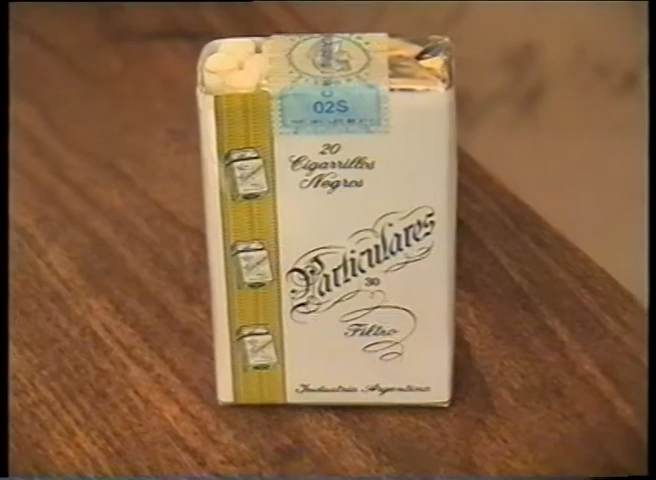 02S
20
Cigarrillos
Negros
Particulares
30
Filtro
Industria Argentina